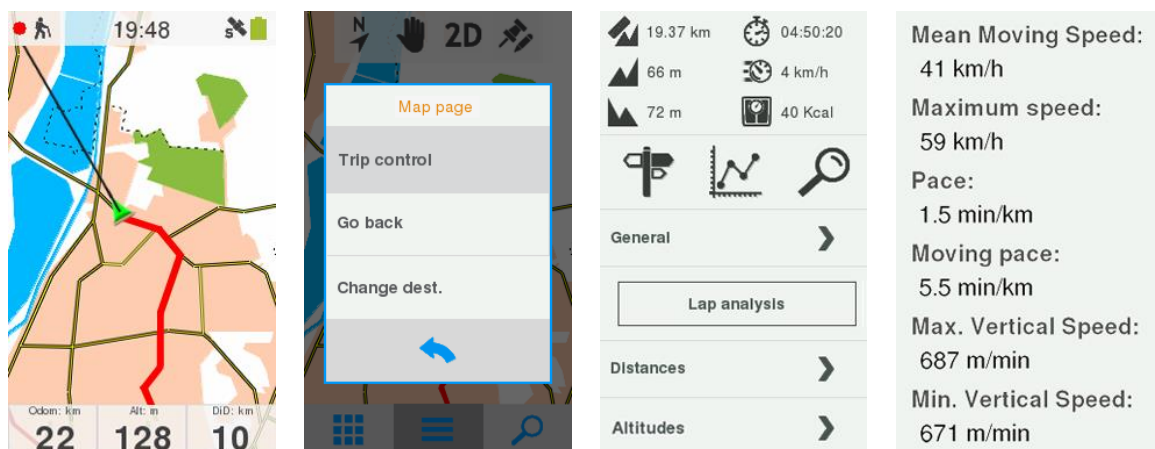 19:48
S
Odom: km
Alt: m
DiD: km
22
128
10
N
2D
Map page
Trip control
Go back
Change dest.
19.37 km
04:50:20
66 m
4 km/h
72 m
40 Kcal
General
Lap analysis
Distances
Altitudes
Mean Moving Speed:
41 km/h
Maximum speed:
59 km/h
Pace:
1.5 min/km
Moving pace:
5.5 min/km
Max. Vertical Speed:
687 m/min
Min. Vertical Speed:
671 m/min